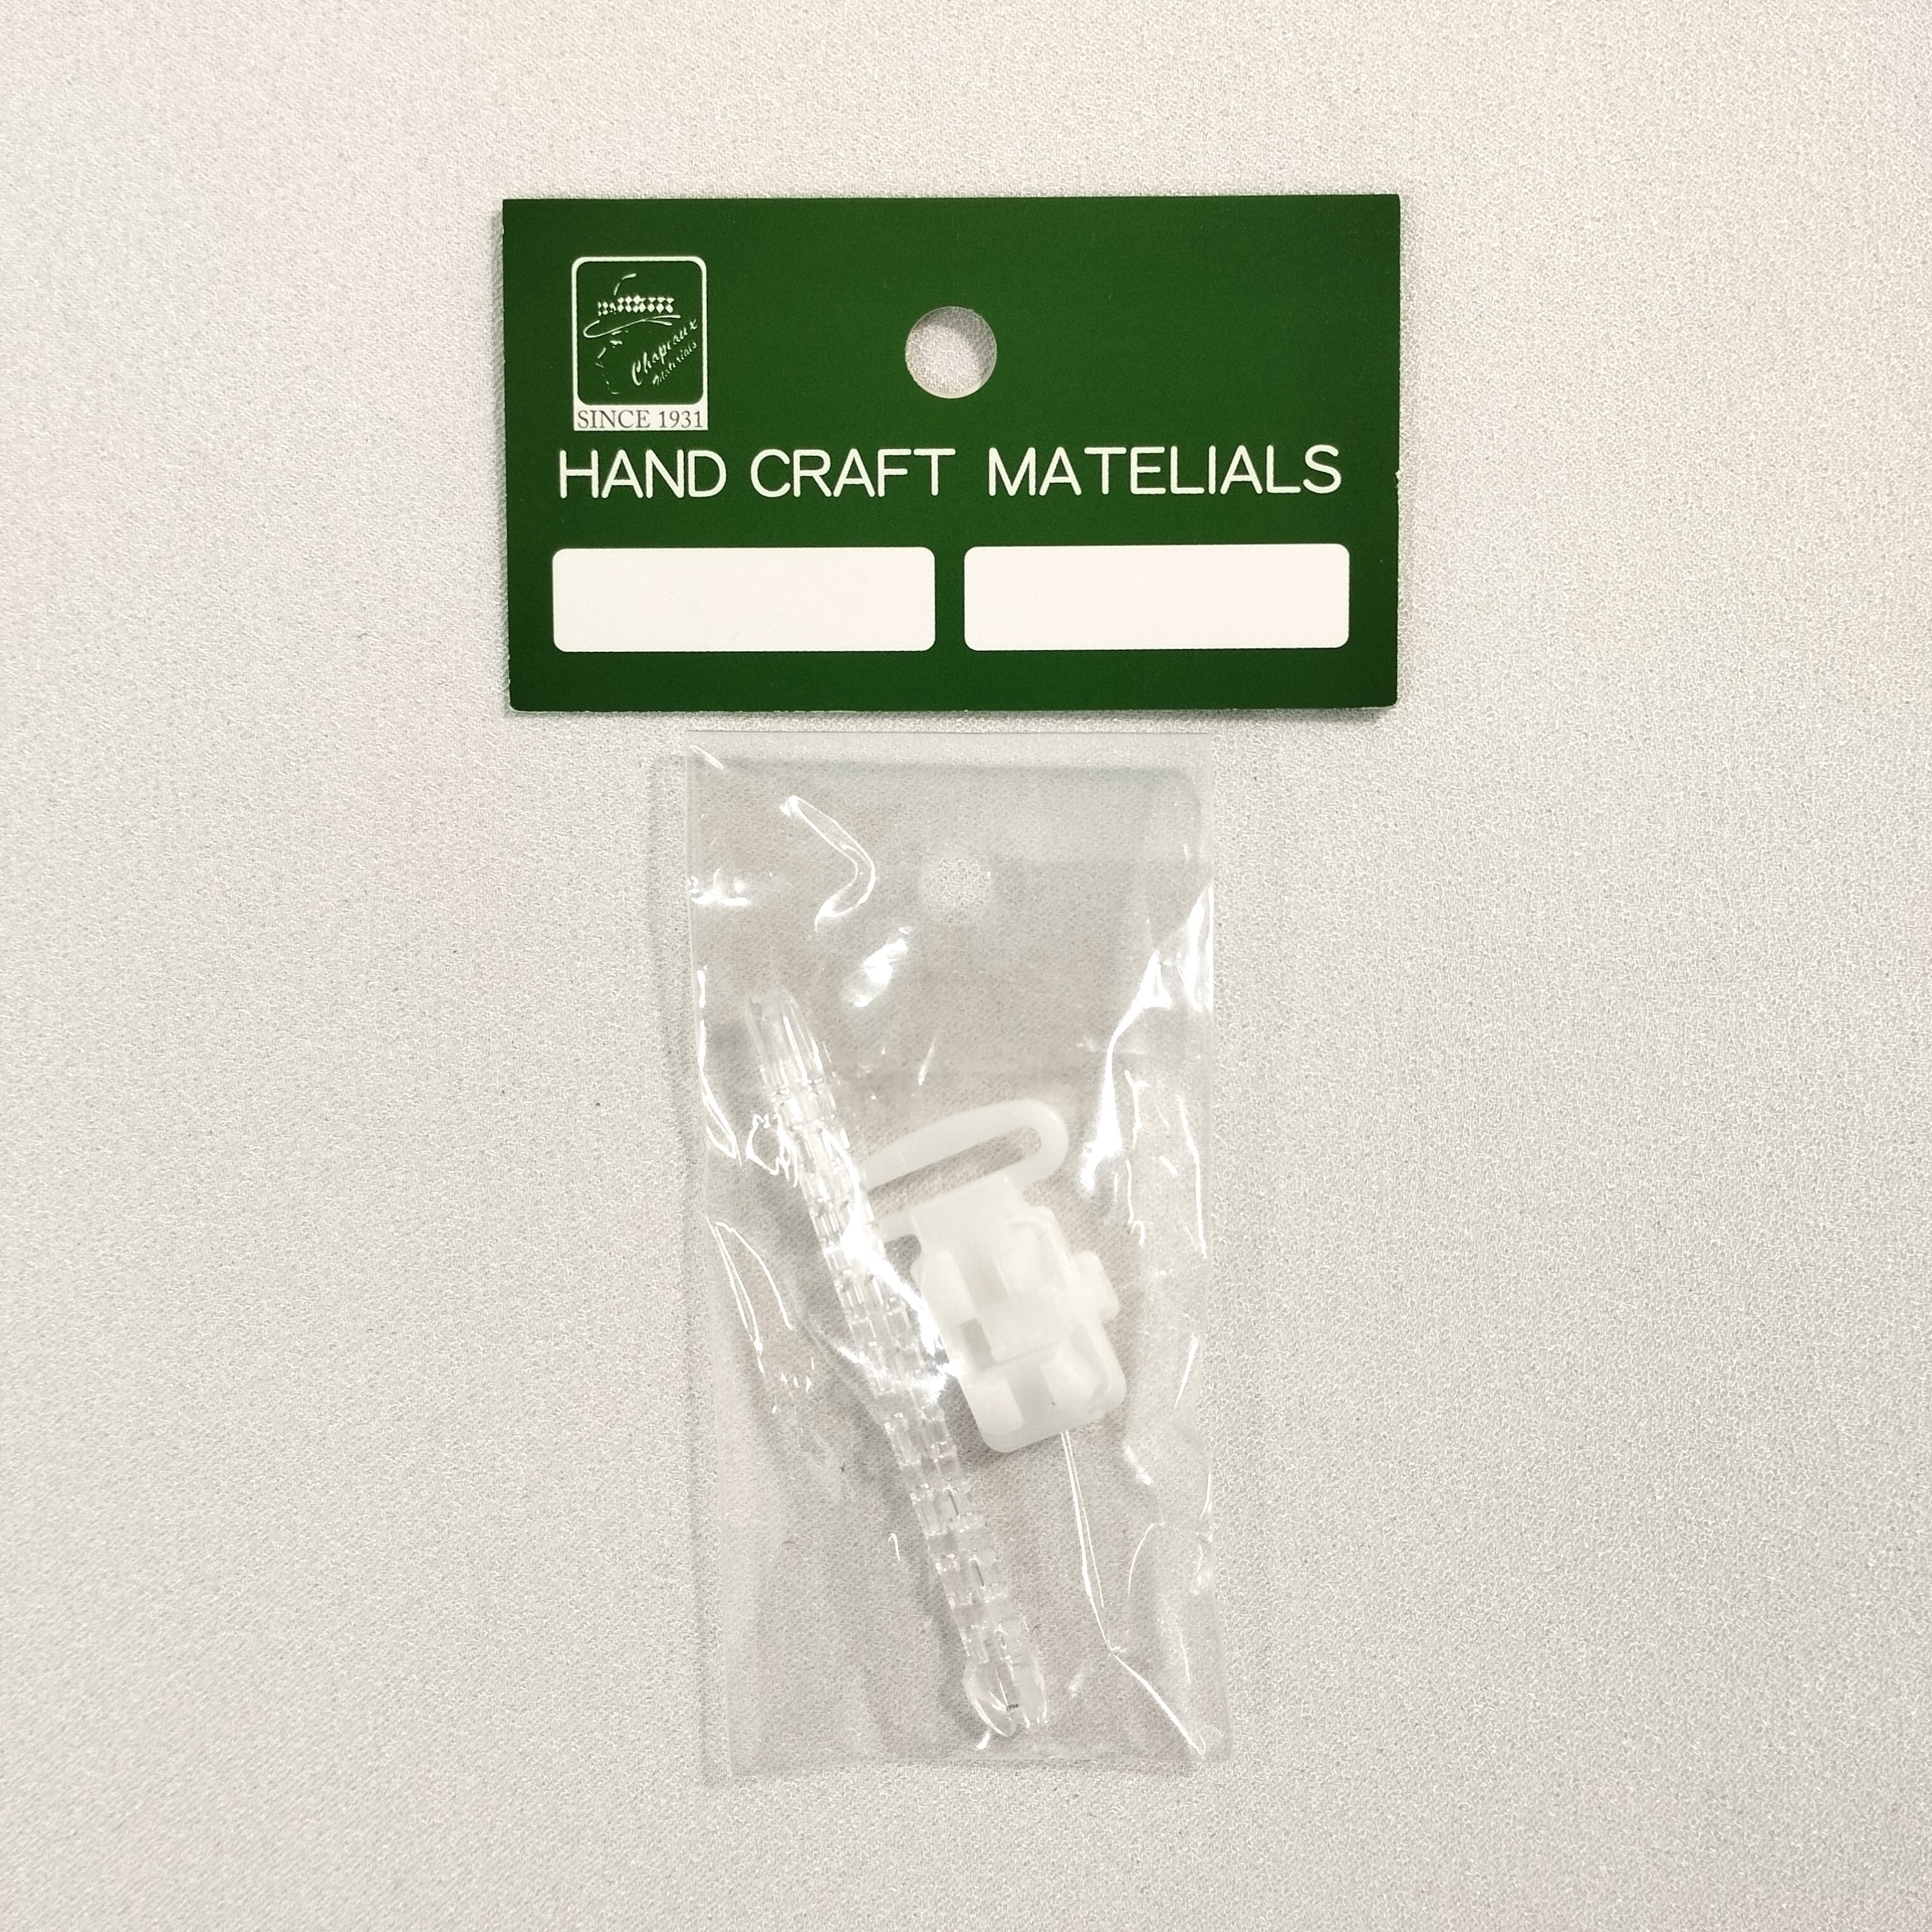 Chapeaux
Materials
SINCE 1931
HAND CRAFT MATELIALS